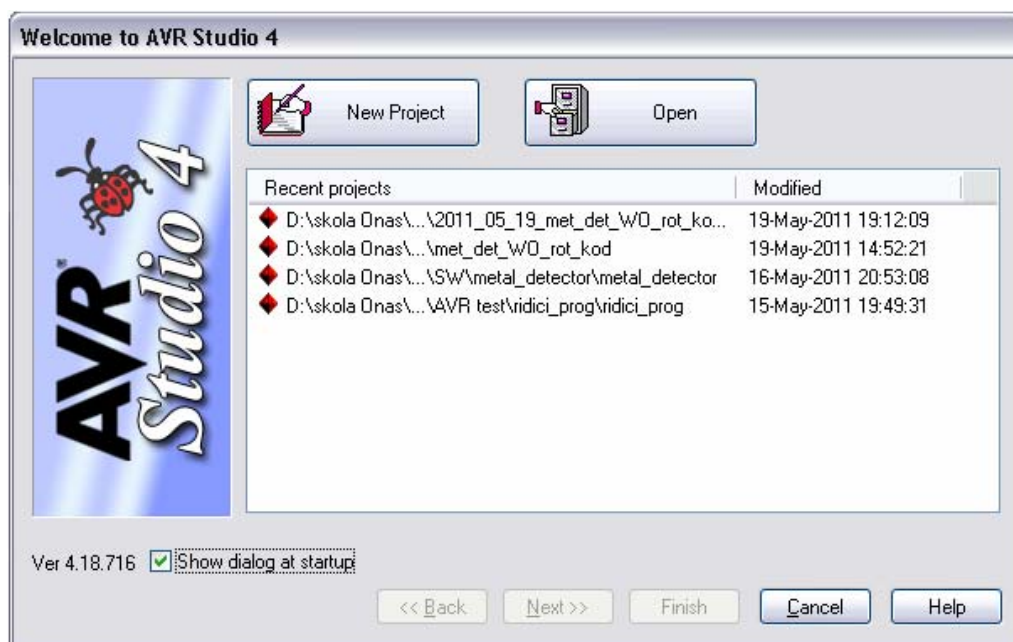 Welcome to AVR Studio 4
AVR®
Studio 4
New Project
Open
Recent projects Modified
D:\skola Onas\...\2011_05_19_met_det_WO_rot_ko... 19-May-2011 19:12:09
D:\skola Onas\...\met_det_WO_rot_kod 19-May-2011 14:52:21
D:\skola Onas\...\SW\metal_detector\metal_detector 16-May-2011 20:53:08
D:\skola Onas\...\AVR test\ridici_prog\ridici_prog 15-May-2011 19:49:31
Ver 4.18.716 Show dialog at startup
<< Back Next >> Finish Cancel Help